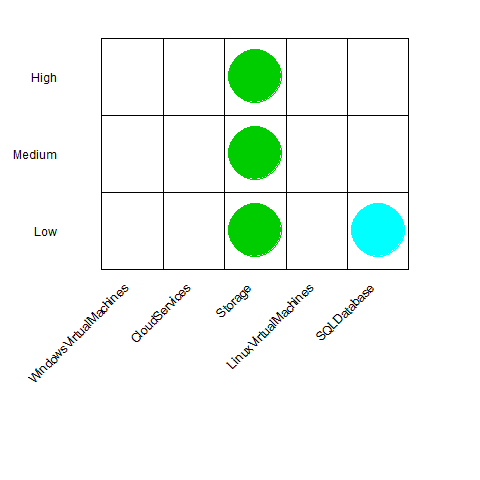 High
Medium
Low
WindowsVirtualMachines
CloudServices
Storage
LinuxVirtualMachines
SQLDatabase